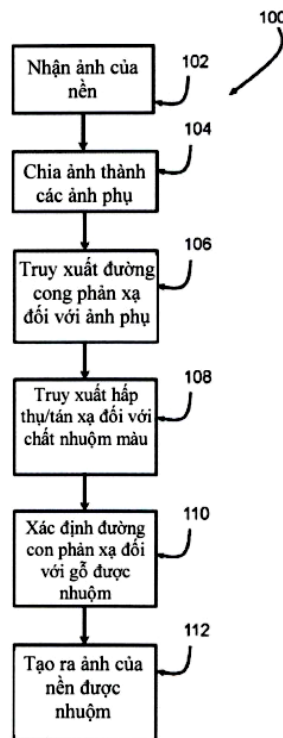 100
Nhận ảnh của
nền
102
104
Chia ảnh thành
các ảnh phụ
106
Truy xuất đường
cong phản xạ
đối với ảnh phụ
108
Truy xuất hấp
thụ/tán xạ đối với
chất nhuộm màu
110
Xác định đường
con phản xạ đối
với gỗ được
nhuộm
112
Tạo ra ảnh của
nền được
nhuộm